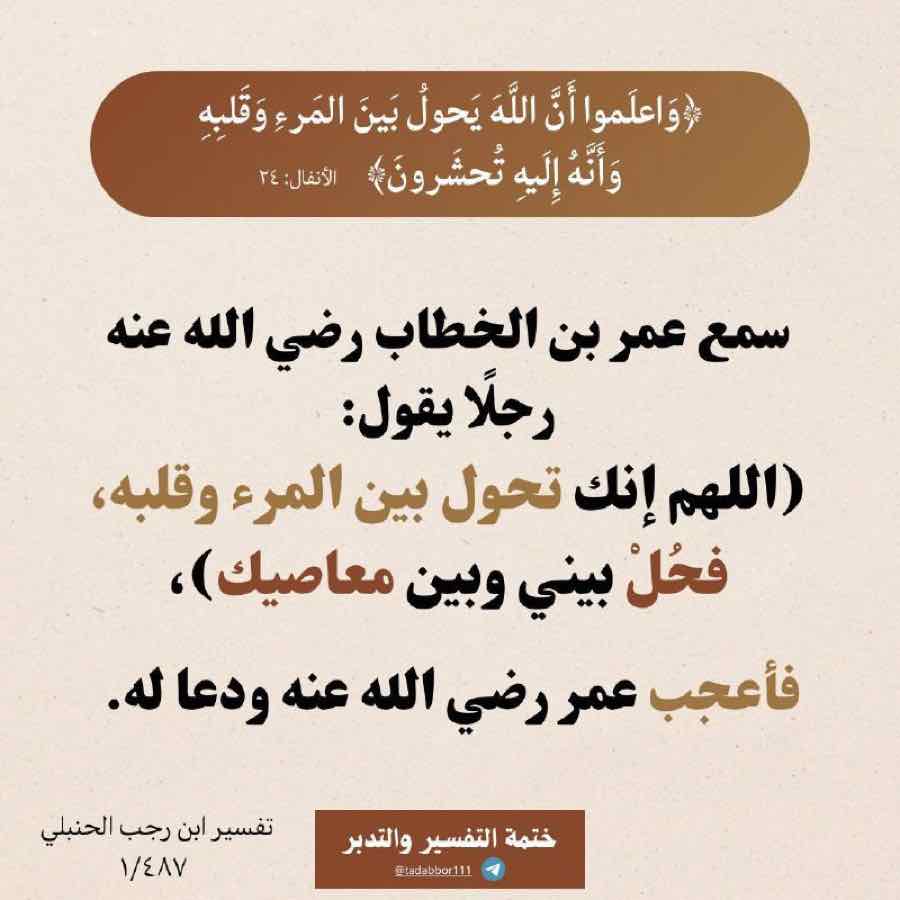 ﴿وَاعلَموا أَنَّ اللَّهَ يَحولُ بَينَ المَرءِ وَقَلبِهِ
وَأَنَّهُ إِلَيهِ تُحشَرونَ﴾ الأنفال: ٢٤
سمع عمر بن الخطاب رضي الله عنه
رجلًا يقول:
(اللهم إنك تحول بين المرء وقلبه،
فحُلْ بيني وبين معاصيك)،
فأعجب عمر رضي الله عنه ودعا له.
تفسير ابن رجب الحنبلي
١/٤٨٧
ختمة التفسير والتدبر
@tadabbor111